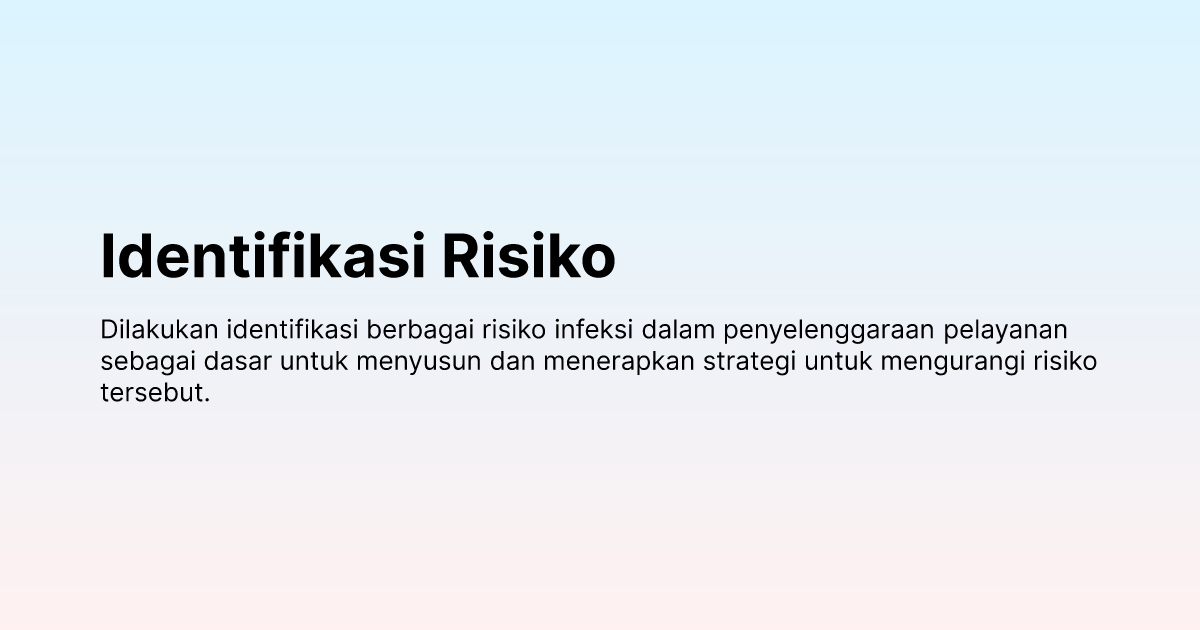 Identifikasi Risiko
Dilakukan identifikasi berbagai risiko infeksi dalam penyelenggaraan pelayanan
sebagai dasar untuk menyusun dan menerapkan strategi untuk mengurangi risiko
tersebut.